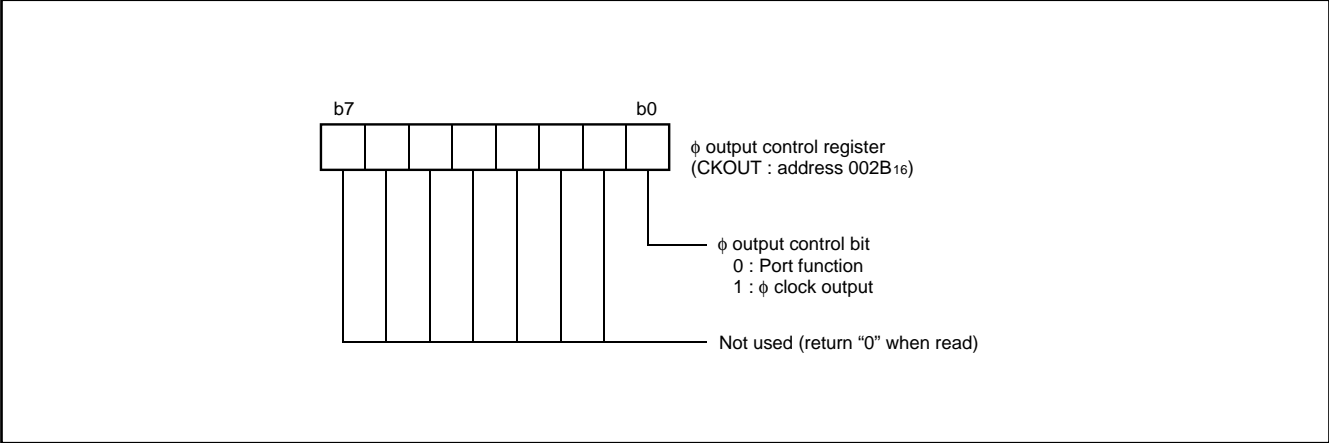 b7 b0
ϕ output control register
(CKOUT : address 002B16)
ϕ output control bit
0 : Port function
1 : ϕ clock output
Not used (return “0” when read)